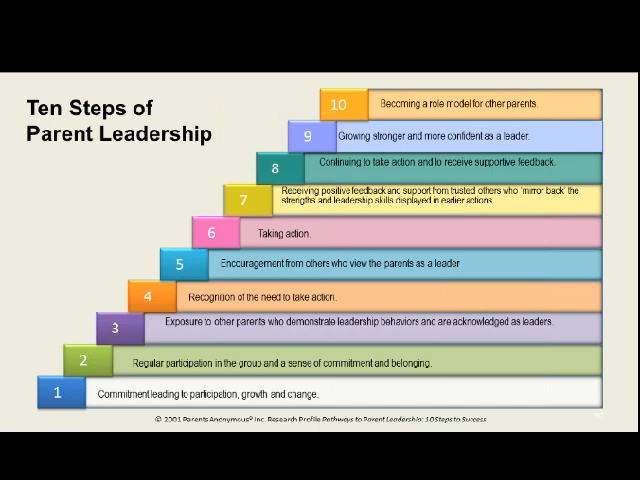 Ten Steps of
Parent Leadership
10 Becoming a role model for other parents.
9 Growing stronger and more confident as a leader.
8 Continuing to take action and to receive supportive feedback.
7 Receiving positive feedback and support from trusted others who 'mirror back' the
strengths and leadership skills displayed in earlier actions
6 Taking action.
5 Encouragement from others who view the parents as a leader
4 Recognition of the need to take action.
3 Exposure to other parents who demonstrate leadership behaviors and are acknowledged as leaders.
2 Regular participation in the group and a sense of commitment and belonging.
1 Commitment leading to participation, growth and change.
© 2001 Parents Anonymous® Inc. Research Profile Pathways to Parent Leadership: 10 Steps to Success